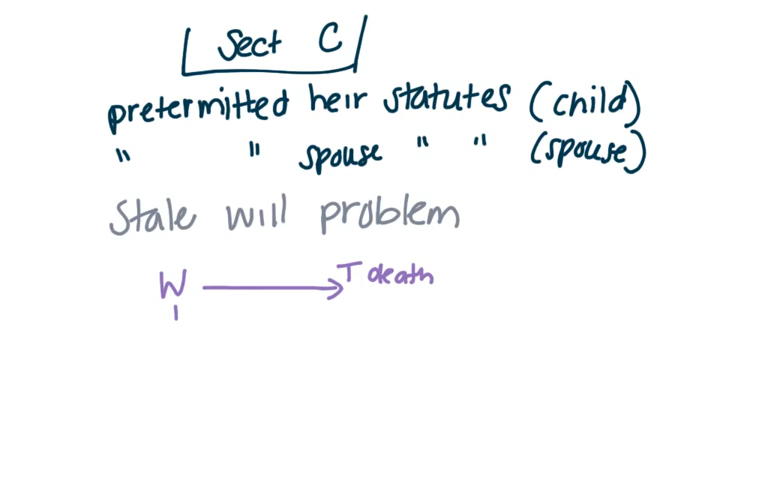 Sect C
pretermitted heir statutes (child)
" " spouse " " (spouse)
Stale will problem
W → T death